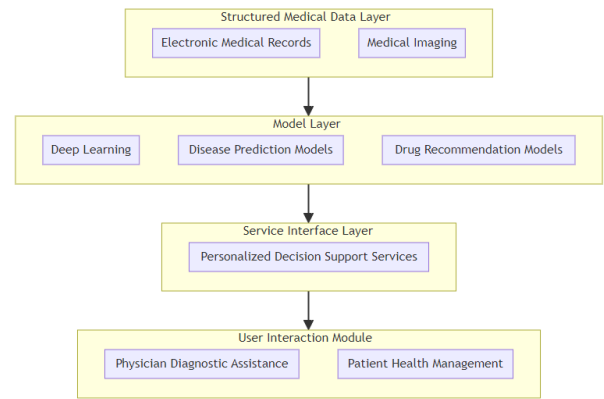 Structured Medical Data Layer
Electronic Medical Records
Medical Imaging
Model Layer
Deep Learning
Disease Prediction Models
Drug Recommendation Models
Service Interface Layer
Personalized Decision Support Services
User Interaction Module
Physician Diagnostic Assistance
Patient Health Management